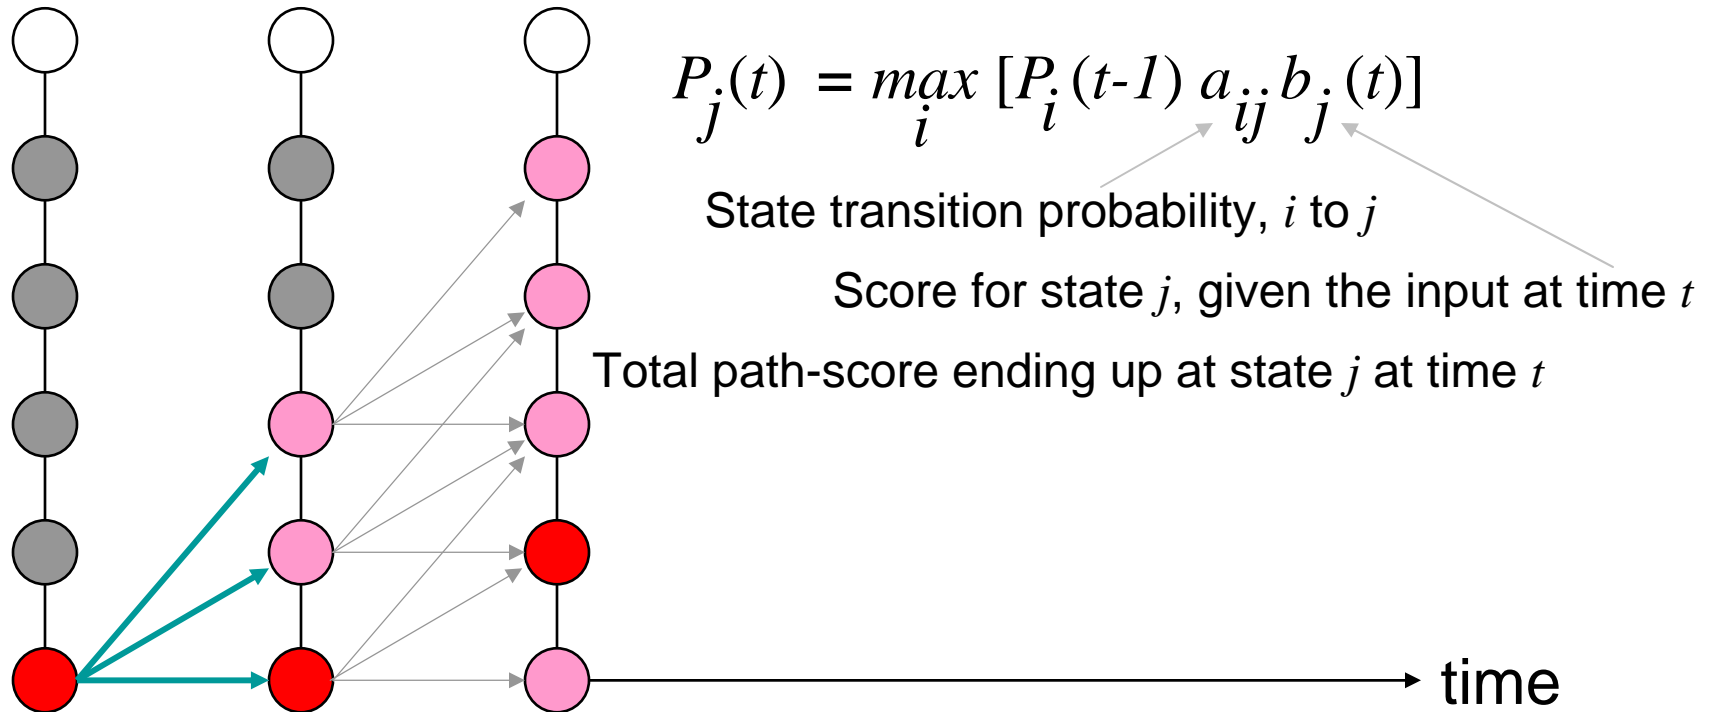 P_j(t) = max_i [P_i(t-1) a_ij b_j(t)]
State transition probability, i to j
Score for state j, given the input at time t
Total path-score ending up at state j at time t
time